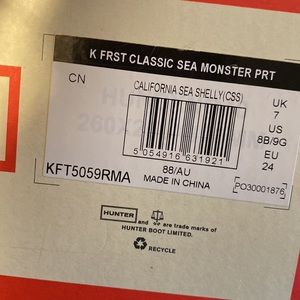 K FRST CLASSIC SEA MONSTER PRT
CN
CALIFORNIA SEA SHELLY(CSS)
UK
7
US
8B/9G
EU
24
5 054916 631921
KFT5059RMA
88/AU
MADE IN CHINA
PO30001876
HUNTER and are trade marks of
HUNTER BOOT LIMITED.
RECYCLE